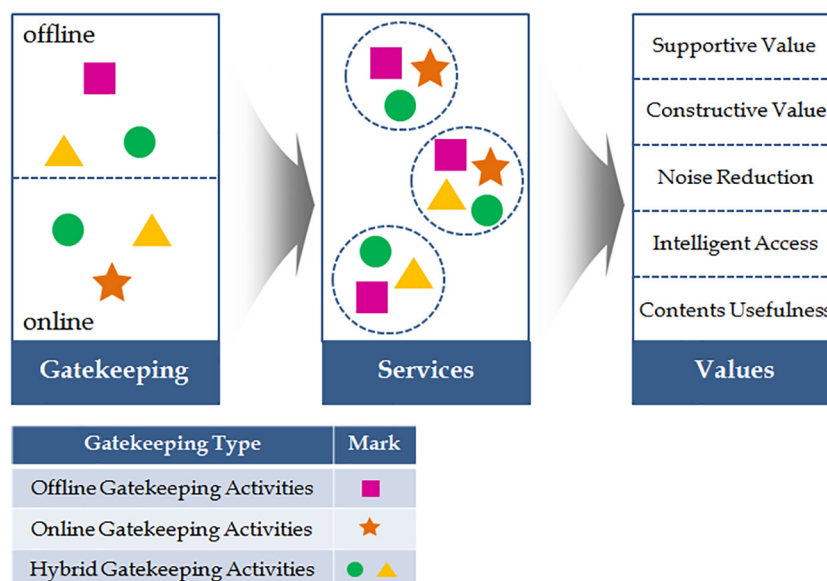 offline
online
Gatekeeping
Services
Supportive Value
Constructive Value
Noise Reduction
Intelligent Access
Contents Usefulness
Values
Gatekeeping Type Mark
Offline Gatekeeping Activities
Online Gatekeeping Activities
Hybrid Gatekeeping Activities